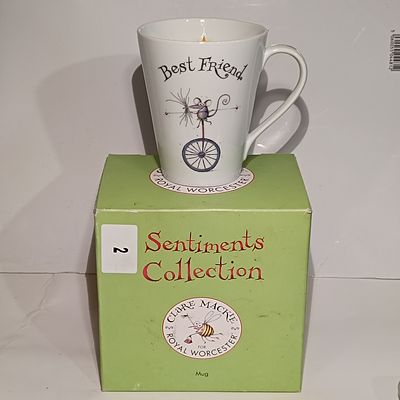 Best Friend
ROYAL WORCESTER
2
Sentiments
Collection
CLARE MACKIE
FOR
ROYAL WORCESTER
Mug